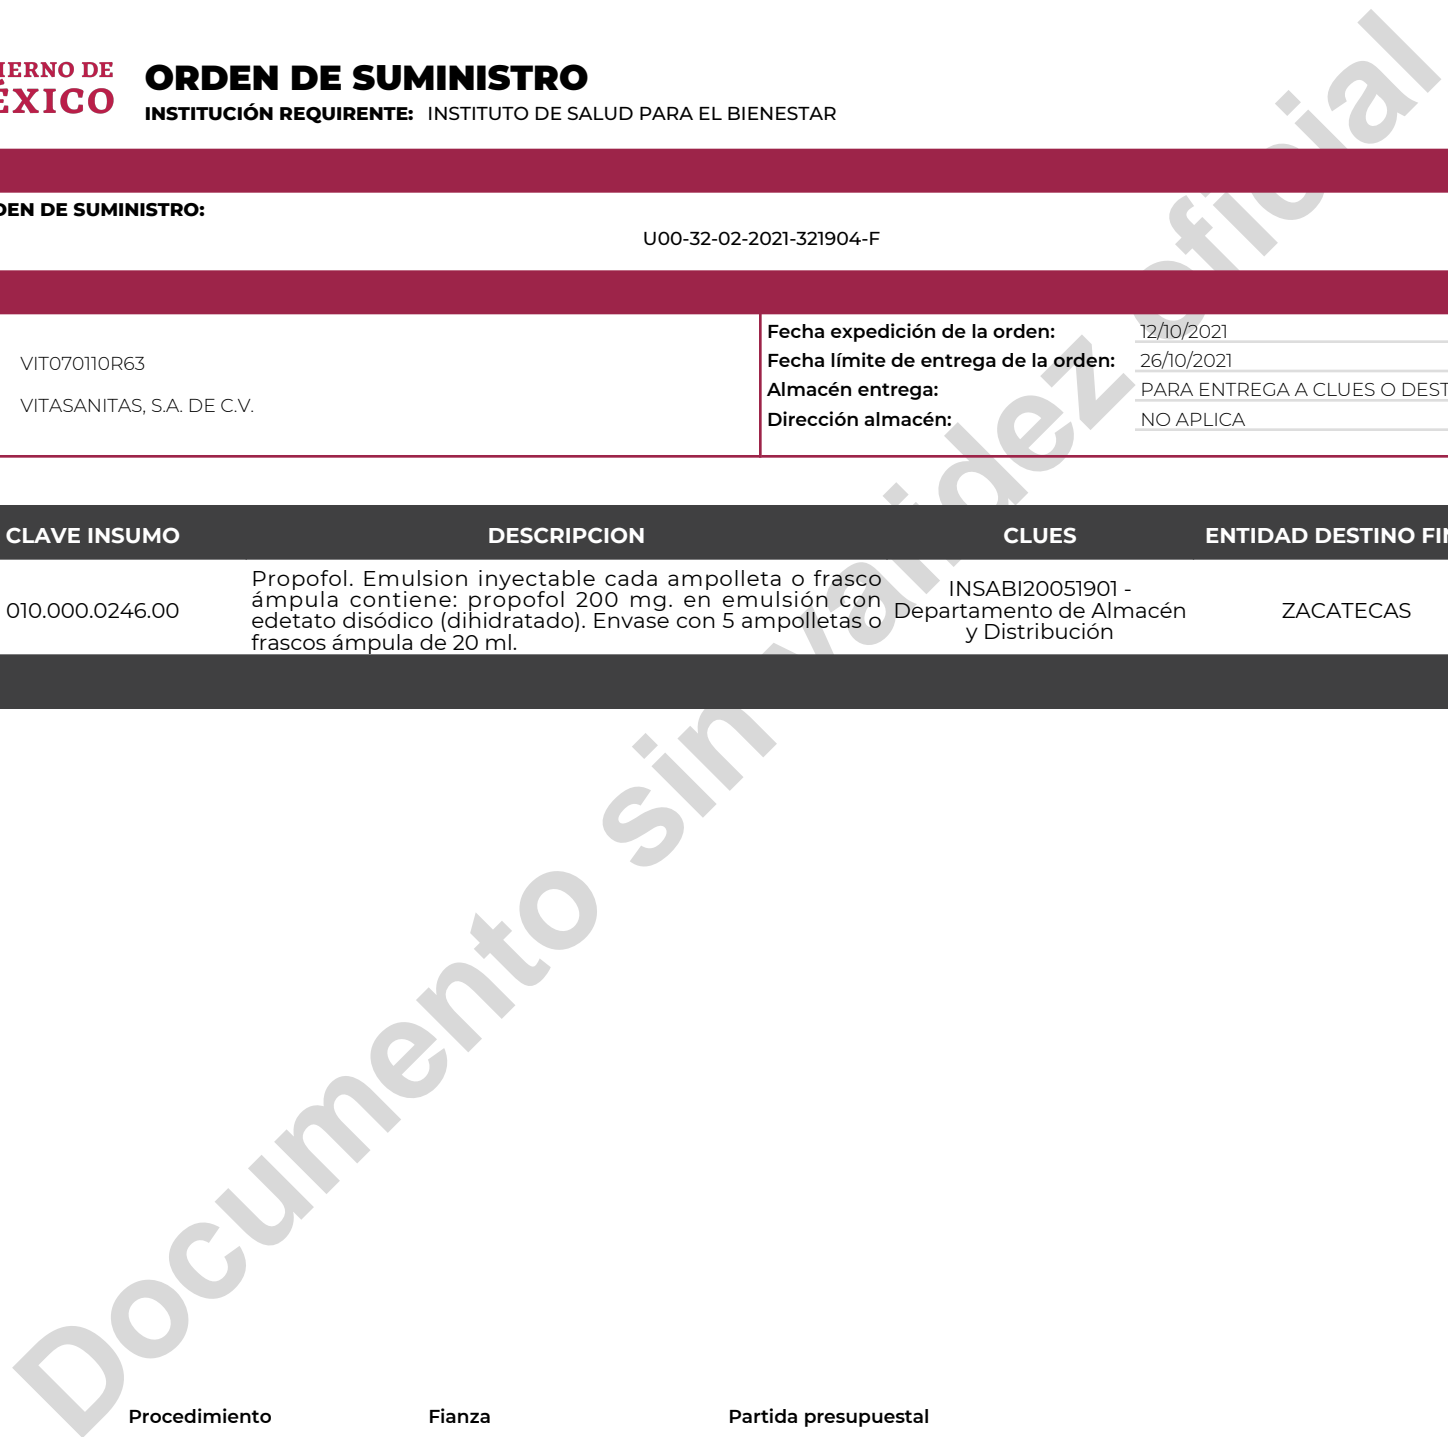 IERNO DE
ÉXICO
ORDEN DE SUMINISTRO
INSTITUCIÓN REQUIRENTE: INSTITUTO DE SALUD PARA EL BIENESTAR
DEN DE SUMINISTRO:
U00-32-02-2021-321904-F
VIT070110R63
VITASANITAS, S.A. DE C.V.
Fecha expedición de la orden: 12/10/2021
Fecha límite de entrega de la orden: 26/10/2021
Almacén entrega: PARA ENTREGA A CLUES O DEST
Dirección almacén: NO APLICA
CLAVE INSUMO DESCRIPCION CLUES ENTIDAD DESTINO FIN
010.000.0246.00
Propofol. Emulsion inyectable cada ampolleta o frasco
ámpula contiene: propofol 200 mg. en emulsión con
edetato disódico (dihidratado). Envase con 5 ampolletas o
frascos ámpula de 20 ml.
INSABI20051901 -
Departamento de Almacén
y Distribución
ZACATECAS
Documento sin validez oficial
Procedimiento Fianza Partida presupuestal